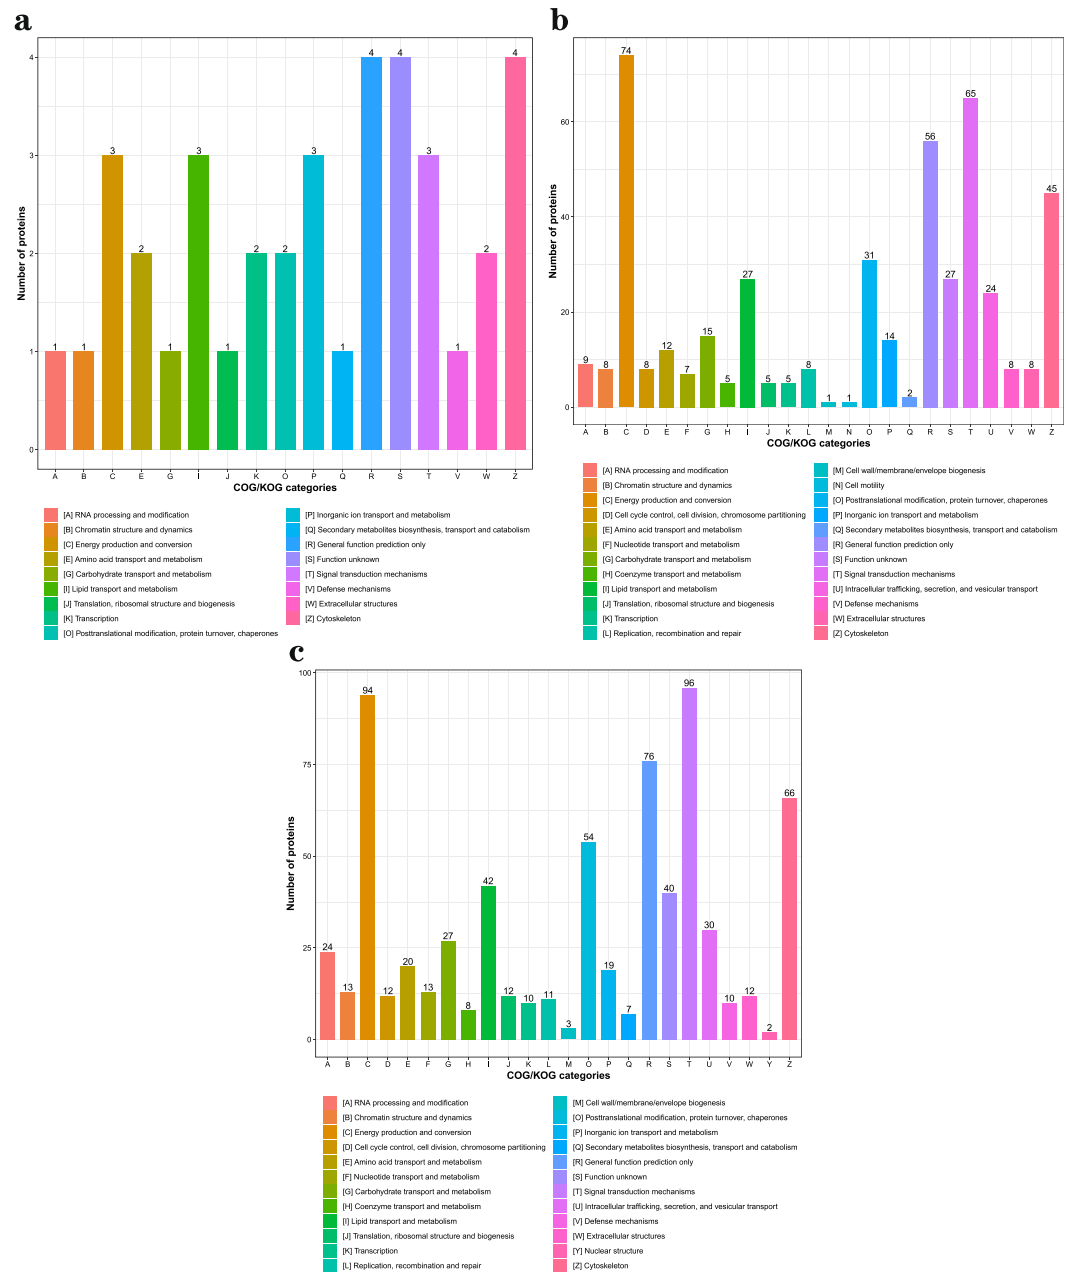 a
4
3
2
1
0
Number of proteins
1 1 3 2 1 3 1 2 2 3 1 4 4 3 1 2 4
A B C E G I J K O P Q R S T V W Z
COG/KOG categories
[A] RNA processing and modification
[B] Chromatin structure and dynamics
[C] Energy production and conversion
[E] Amino acid transport and metabolism
[G] Carbohydrate transport and metabolism
[I] Lipid transport and metabolism
[J] Translation, ribosomal structure and biogenesis
[K] Transcription
[O] Posttranslational modification, protein turnover, chaperones
[P] Inorganic ion transport and metabolism
[Q] Secondary metabolites biosynthesis, transport and catabolism
[R] General function prediction only
[S] Function unknown
[T] Signal transduction mechanisms
[V] Defense mechanisms
[W] Extracellular structures
[Z] Cytoskeleton
b
60
40
20
0
Number of proteins
9 8 74 8 12 7 15 5 27 5 5 8 1 1 31 14 2 56 27 65 24 8 8 45
A B C D E F G H I J K L M N O P Q R S T U V W Z
COG/KOG categories
[A] RNA processing and modification
[B] Chromatin structure and dynamics
[C] Energy production and conversion
[D] Cell cycle control, cell division, chromosome partitioning
[E] Amino acid transport and metabolism
[F] Nucleotide transport and metabolism
[G] Carbohydrate transport and metabolism
[H] Coenzyme transport and metabolism
[I] Lipid transport and metabolism
[J] Translation, ribosomal structure and biogenesis
[K] Transcription
[L] Replication, recombination and repair
[M] Cell wall/membrane/envelope biogenesis
[N] Cell motility
[O] Posttranslational modification, protein turnover, chaperones
[P] Inorganic ion transport and metabolism
[Q] Secondary metabolites biosynthesis, transport and catabolism
[R] General function prediction only
[S] Function unknown
[T] Signal transduction mechanisms
[U] Intracellular trafficking, secretion, and vesicular transport
[V] Defense mechanisms
[W] Extracellular structures
[Z] Cytoskeleton
c
100
75
50
25
0
Number of proteins
24 13 94 12 20 13 27 8 42 12 10 11 3 54 19 7 76 40 96 30 10 12 2 66
A B C D E F G H I J K L M O P Q R S T U V W Y Z
COG/KOG categories
[A] RNA processing and modification
[B] Chromatin structure and dynamics
[C] Energy production and conversion
[D] Cell cycle control, cell division, chromosome partitioning
[E] Amino acid transport and metabolism
[F] Nucleotide transport and metabolism
[G] Carbohydrate transport and metabolism
[H] Coenzyme transport and metabolism
[I] Lipid transport and metabolism
[J] Translation, ribosomal structure and biogenesis
[K] Transcription
[L] Replication, recombination and repair
[M] Cell wall/membrane/envelope biogenesis
[O] Posttranslational modification, protein turnover, chaperones
[P] Inorganic ion transport and metabolism
[Q] Secondary metabolites biosynthesis, transport and catabolism
[R] General function prediction only
[S] Function unknown
[T] Signal transduction mechanisms
[U] Intracellular trafficking, secretion, and vesicular transport
[V] Defense mechanisms
[W] Extracellular structures
[Y] Nuclear structure
[Z] Cytoskeleton